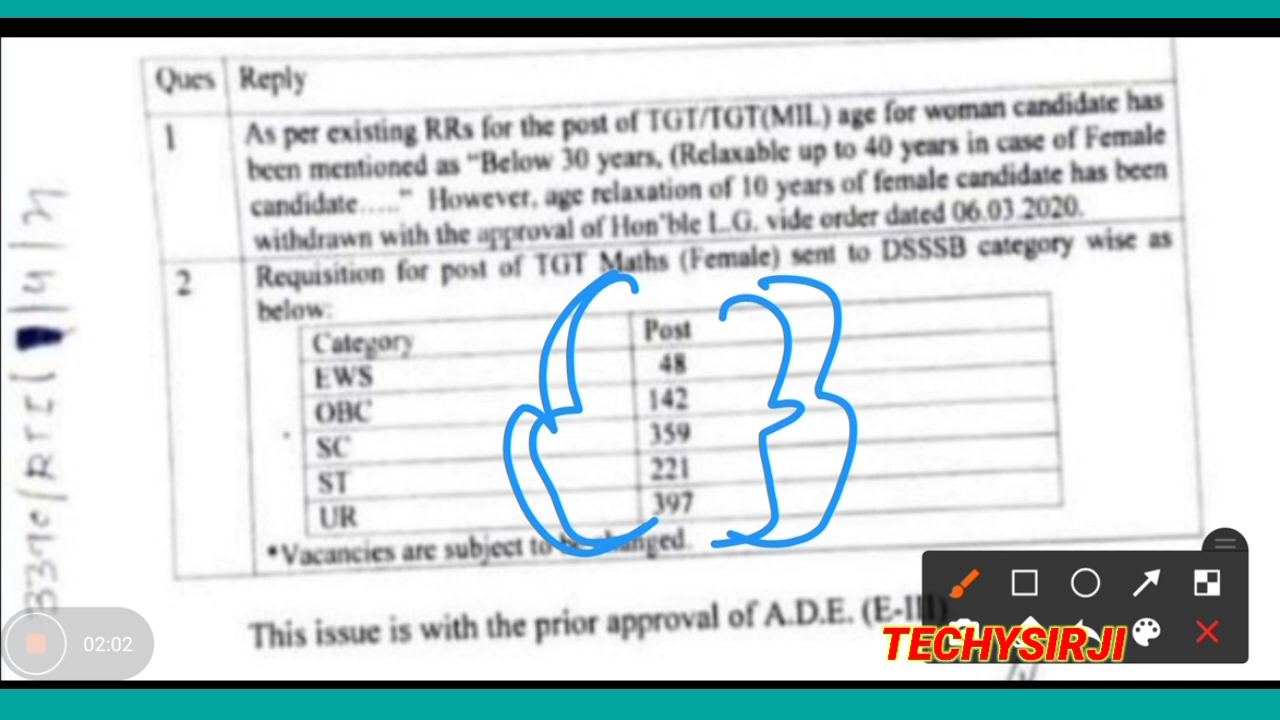 Ques Reply
1 As per existing RRs for the post of TGT/TGT(MIL) age for woman candidate has
been mentioned as "Below 30 years, (Relaxable up to 40 years in case of Female
candidate....." However, age relaxation of 10 years of female candidate has been
withdrawn with the approval of Hon'ble L.G. vide order dated 06.03.2020.
2 Requisition for post of TGT Maths (Female) sent to DSSSB category wise as
below:
Category Post
EWS 48
OBC 142
SC 359
ST 221
UR 397
*Vacancies are subject to be changed.
This issue is with the prior approval of A.D.E. (E-III)
TECHYSIRJI
02:02